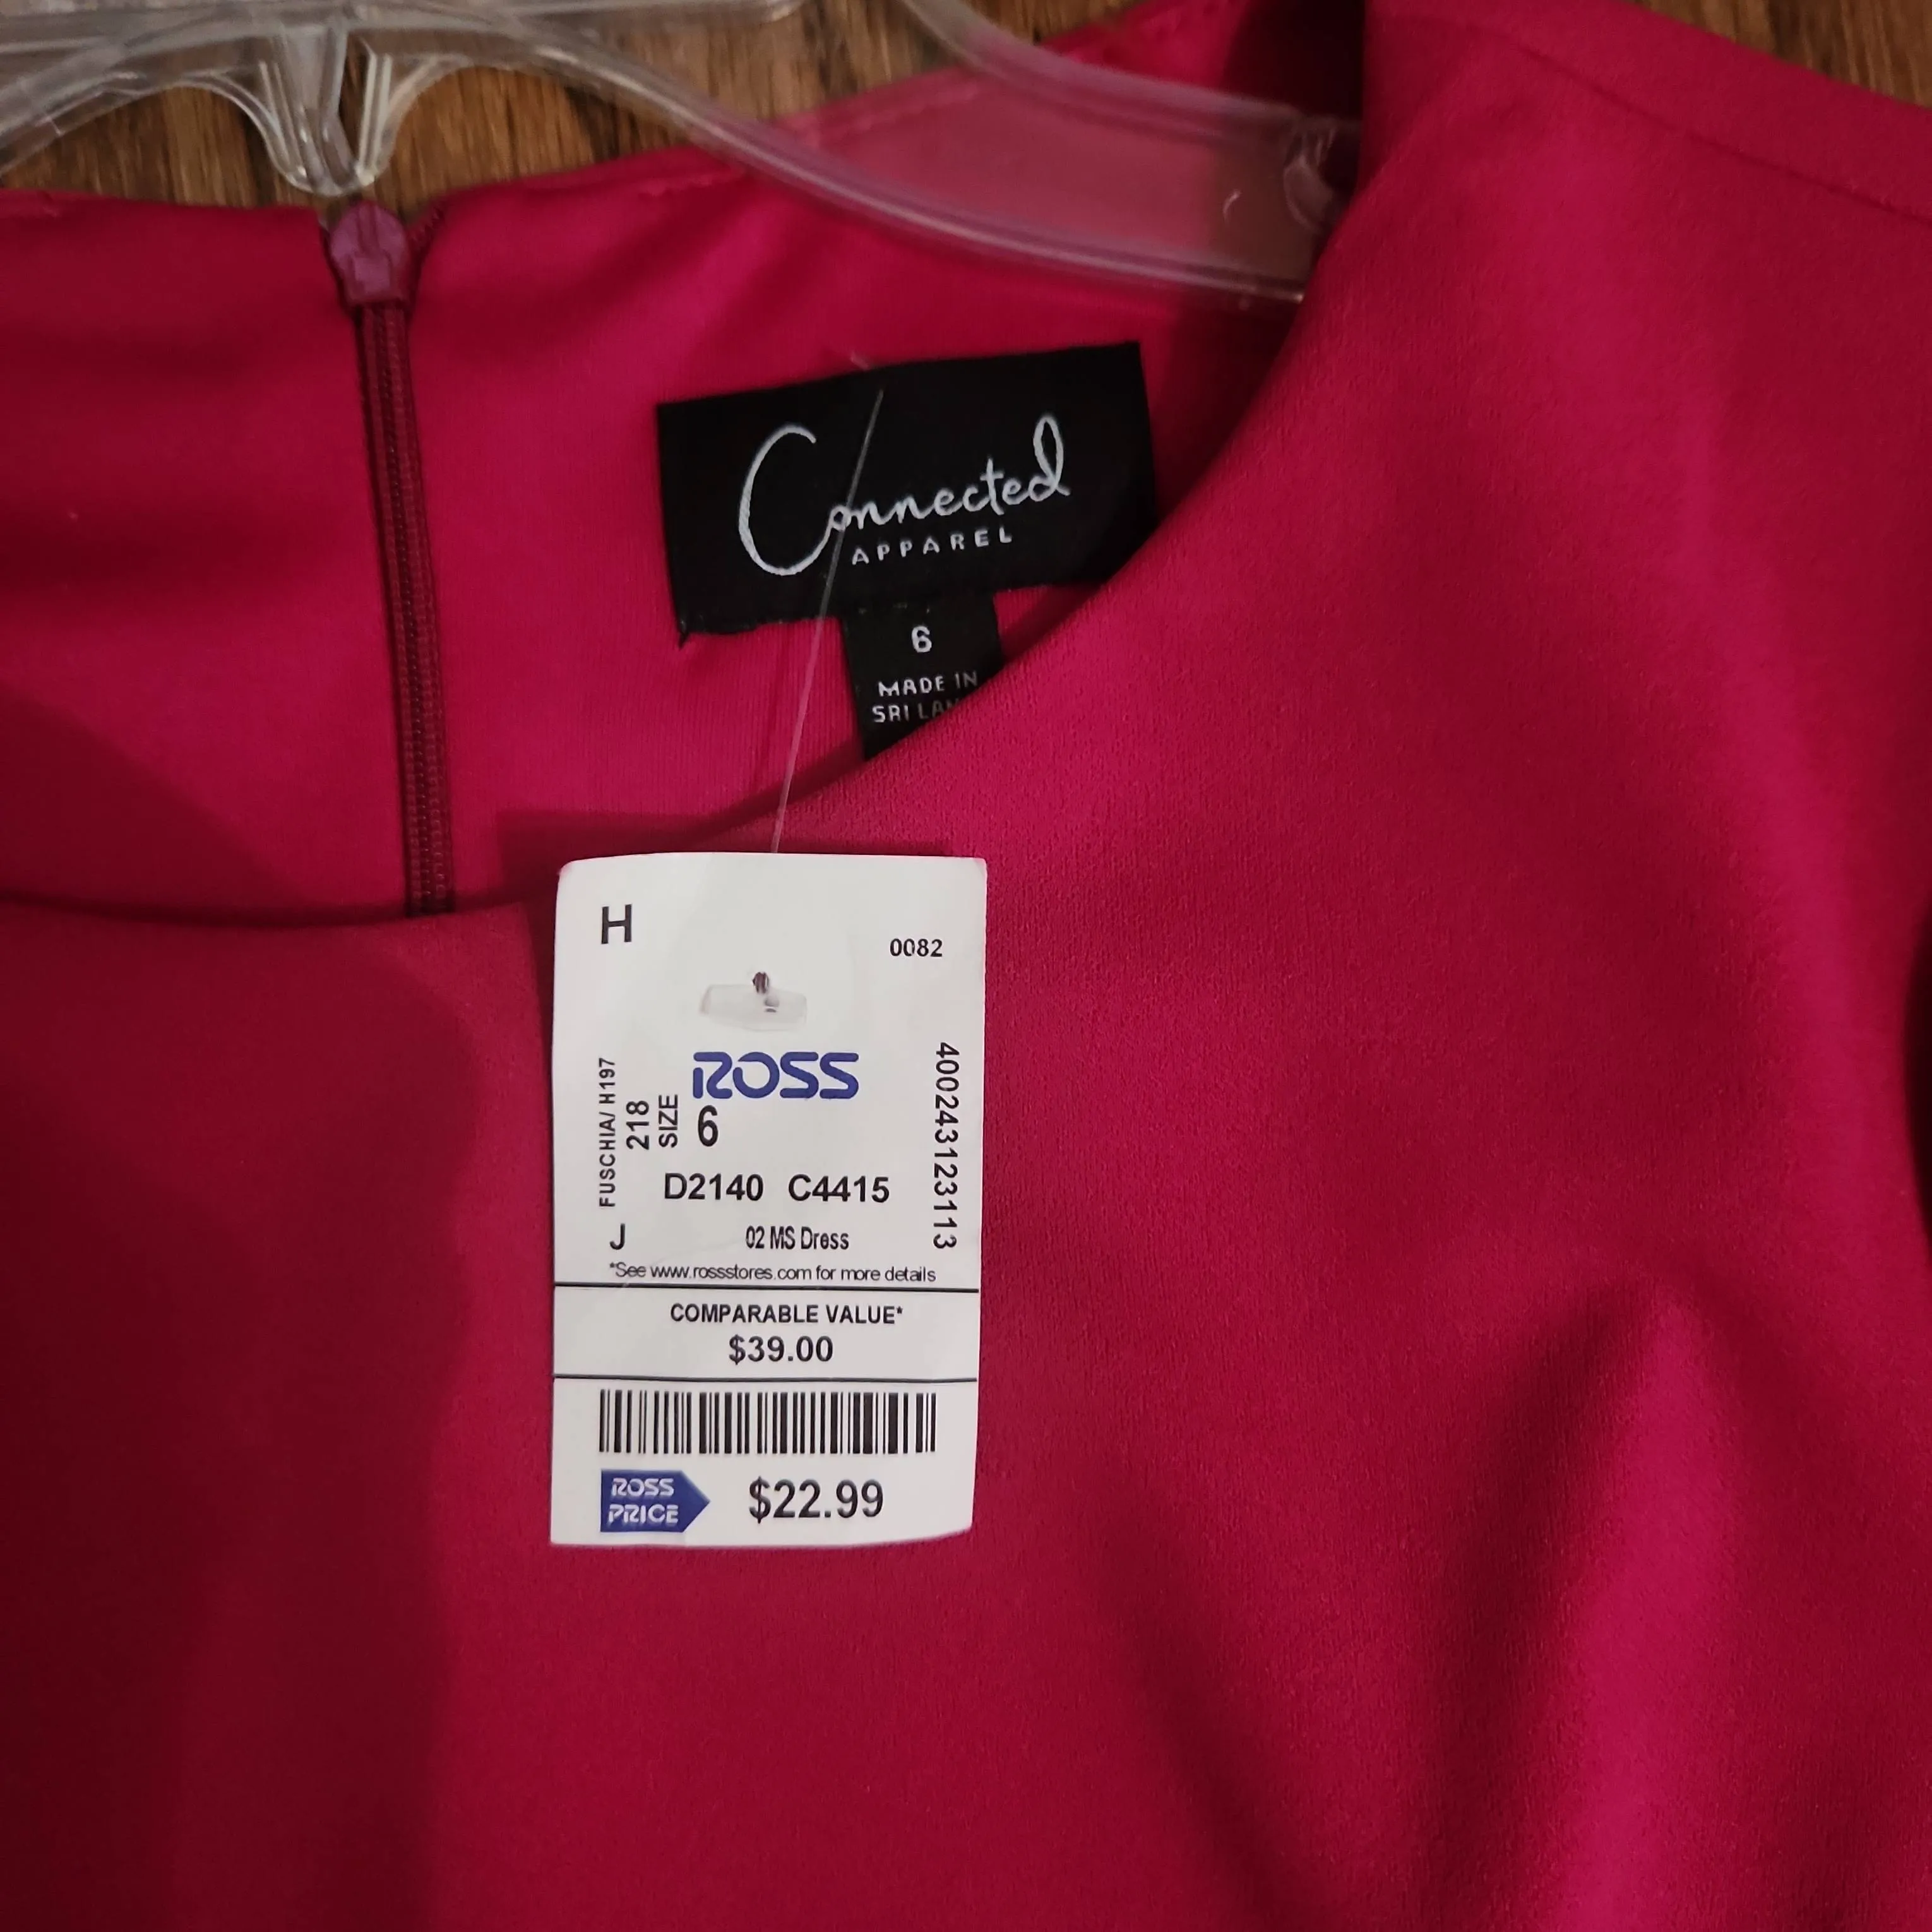 Connected
APPAREL
6
MADE IN
SRI
H
0082
ROSS
FUSCHIA/ H197
218
SIZE
6
400243123113
D2140 C4415
J
02 MS Dress
*See www.rossstores.com for more details
COMPARABLE VALUE*
$39.00
ROSS
PRICE
$22.99